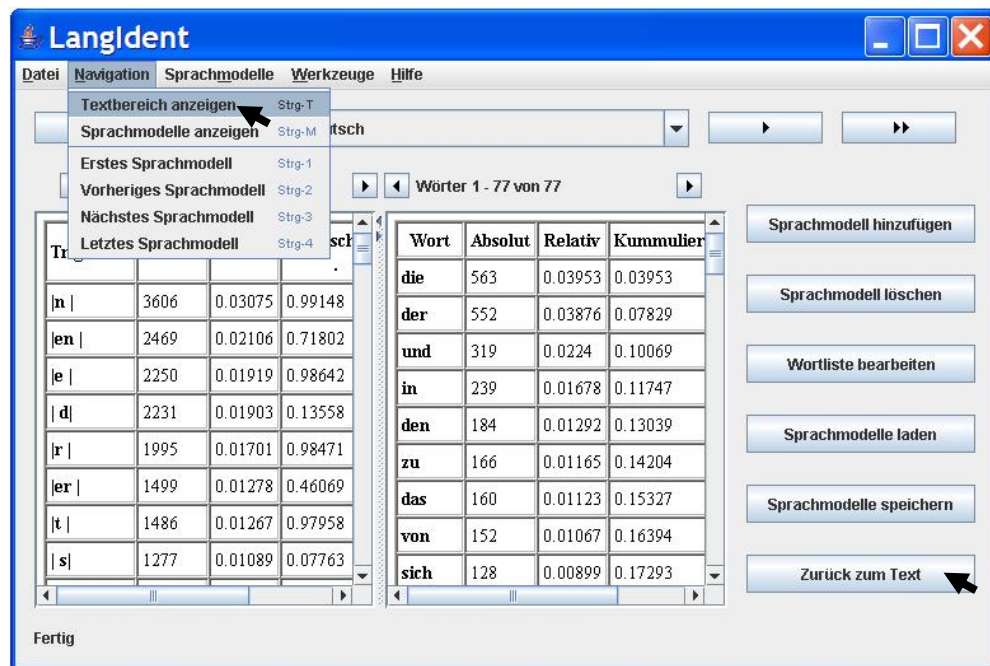 LangIdent
Datei Navigation Sprachmodelle Werkzeuge Hilfe
Textbereich anzeigen Strg-T
Sprachmodelle anzeigen Strg-M
Erstes Sprachmodell Strg-1
Vorheriges Sprachmodell Strg-2
Nächstes Sprachmodell Strg-3
Letztes Sprachmodell Strg-4
Wörter 1 - 77 von 77
Wort Absolut Relativ Kummulier
|n | 3606 0.03075 0.99148
|en | 2469 0.02106 0.71802
|e | 2250 0.01919 0.98642
| d| 2231 0.01903 0.13558
|r | 1995 0.01701 0.98471
|er | 1499 0.01278 0.46069
|t | 1486 0.01267 0.97958
| s| 1277 0.01089 0.07763
die 563 0.03953 0.03953
der 552 0.03876 0.07829
und 319 0.0224 0.10069
in 239 0.01678 0.11747
den 184 0.01292 0.13039
zu 166 0.01165 0.14204
das 160 0.01123 0.15327
von 152 0.01067 0.16394
sich 128 0.00899 0.17293
Sprachmodell hinzufügen
Sprachmodell löschen
Wortliste bearbeiten
Sprachmodelle laden
Sprachmodelle speichern
Zurück zum Text
Fertig